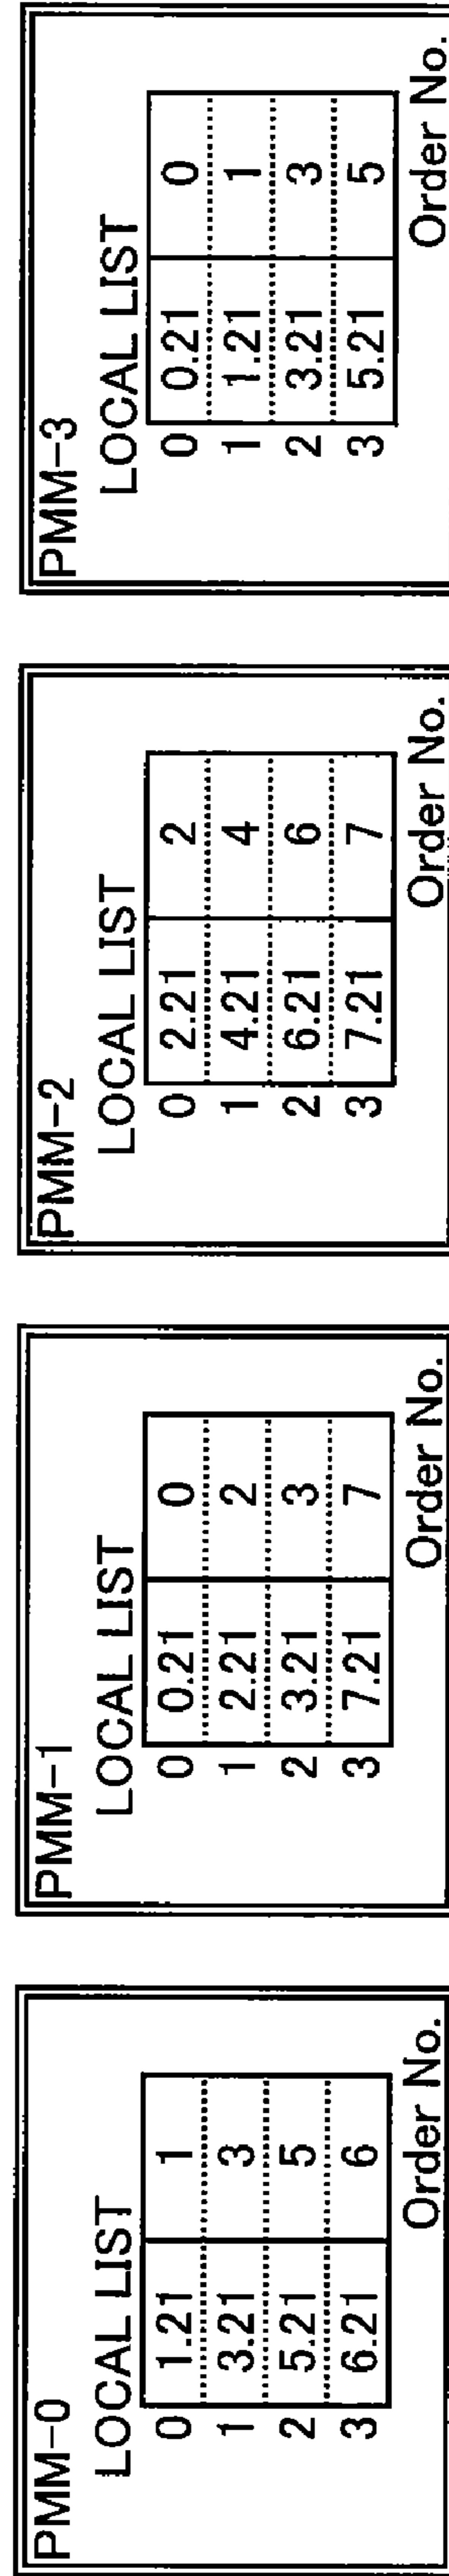 PMM-0
LOCAL LIST
0 1.21 1
1 3.21 3
2 5.21 5
3 6.21 6
Order No.
PMM-1
LOCAL LIST
0 0.21 0
1 2.21 2
2 3.21 3
3 7.21 7
Order No.
PMM-2
LOCAL LIST
0 2.21 2
1 4.21 4
2 6.21 6
3 7.21 7
Order No.
PMM-3
LOCAL LIST
0 0.21 0
1 1.21 1
2 3.21 3
3 5.21 5
Order No.